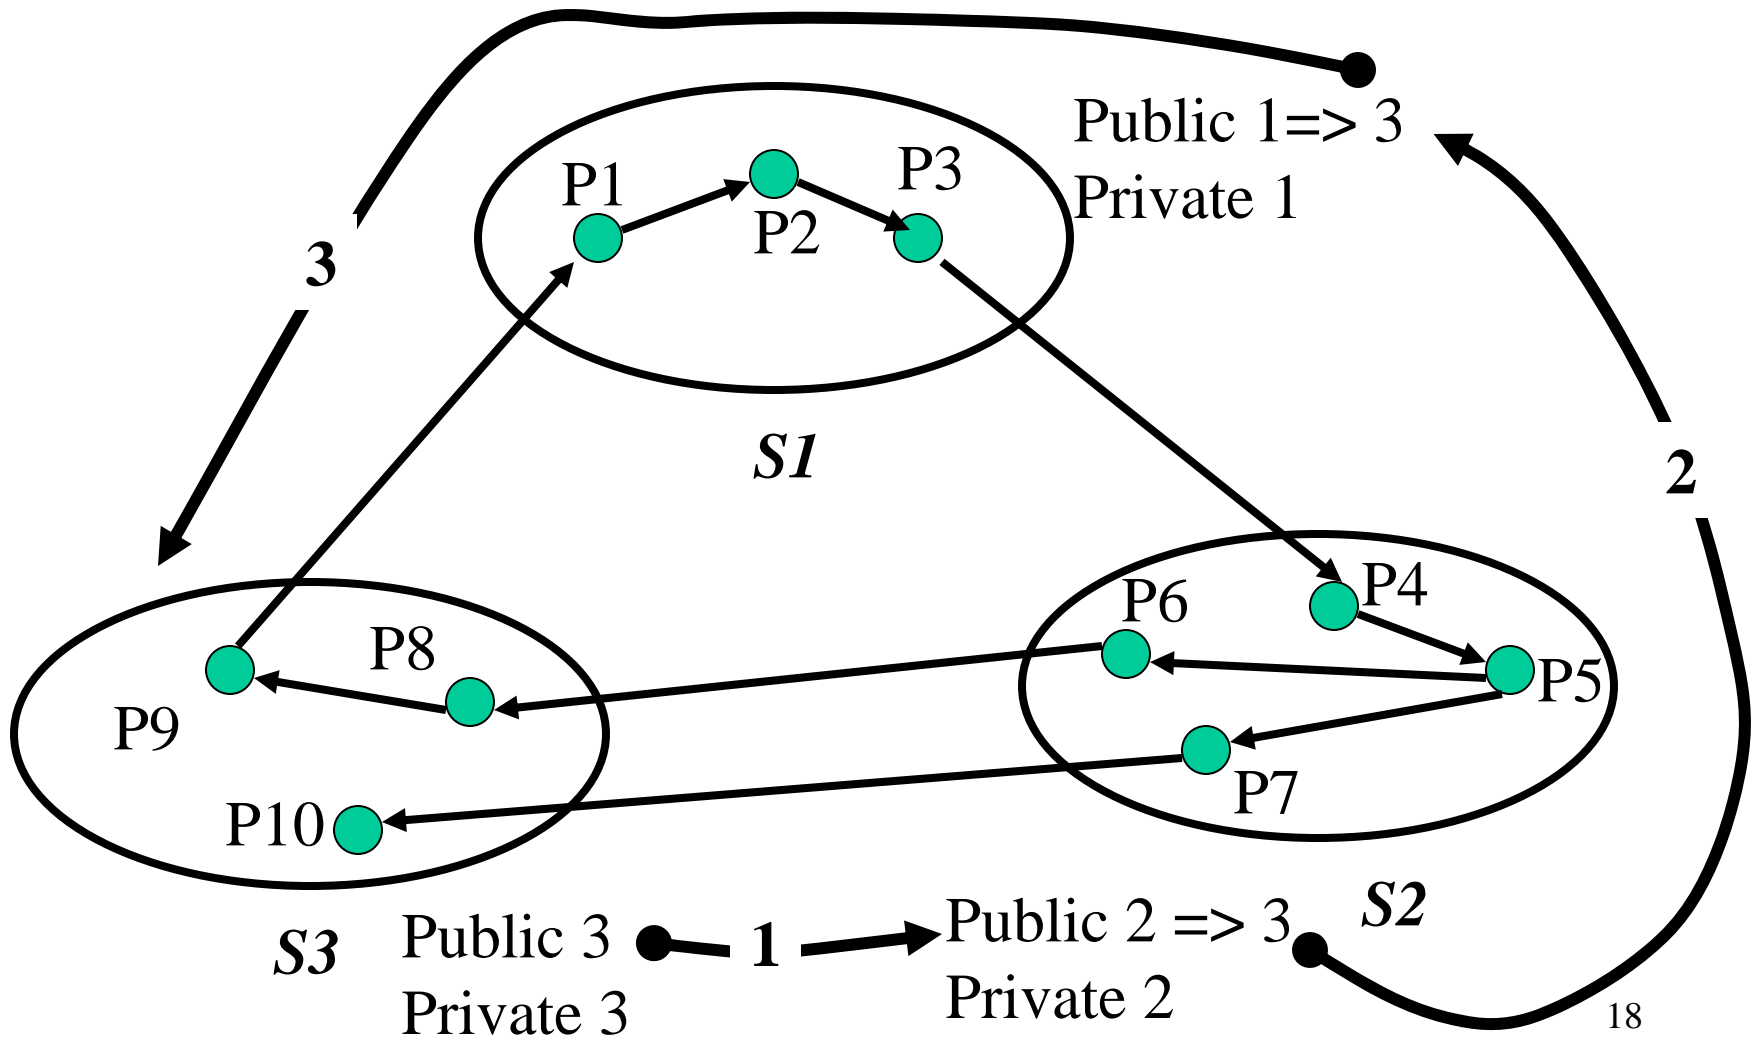 Public 1=> 3
Private 1
P1
P2
P3
3
S1
2
P4
P5
P6
P7
P8
P9
P10
S2
S3
Public 3
Private 3
1
Public 2 => 3
Private 2
18